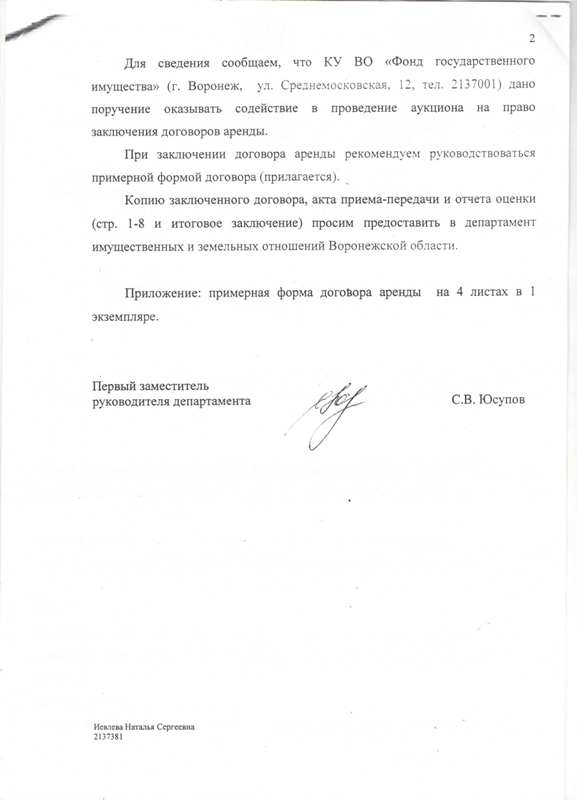 2
Для сведения сообщаем, что КУ ВО «Фонд государственного
имущества» (г. Воронеж, ул. Среднемосковская, 12, тел. 2137001) дано
поручение оказывать содействие в проведение аукциона на право
заключения договоров аренды.
При заключении договора аренды рекомендуем руководствоваться
примерной формой договора (прилагается).
Копию заключенного договора, акта приема-передачи и отчета оценки
(стр. 1-8 и итоговое заключение) просим предоставить в департамент
имущественных и земельных отношений Воронежской области.
Приложение: примерная форма договора аренды на 4 листах в 1
экземпляре.
Первый заместитель
руководителя департамента
С.В. Юсупов
Иевлева Наталья Сергеевна
2137381